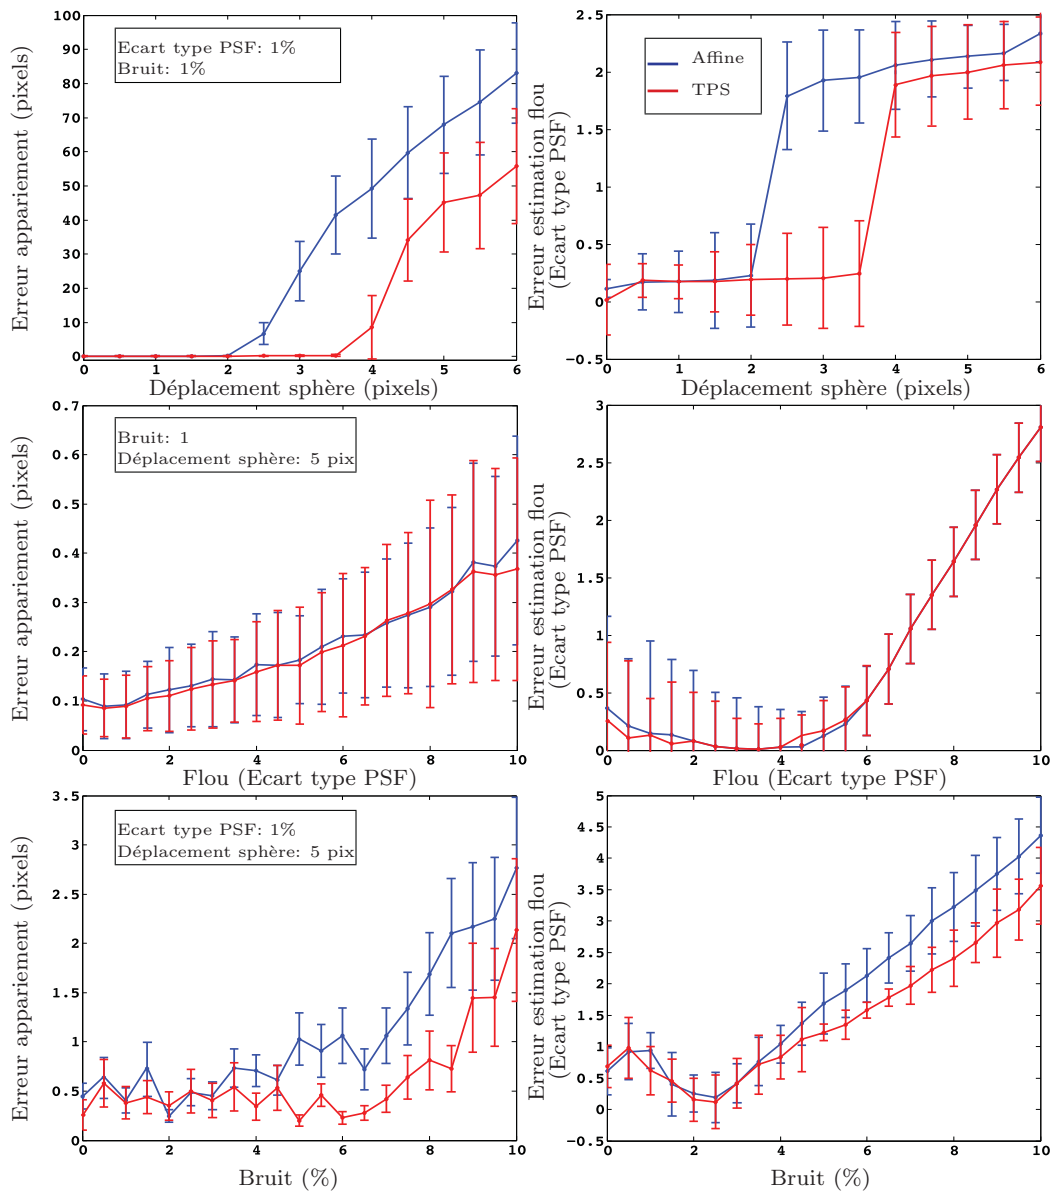 Erreur appariement (pixels)
100
90
80
70
60
50
40
30
20
10
0
Ecart type PSF: 1%
Bruit: 1%
0 1 2 3 4 5 6
Déplacement sphère (pixels)
Erreur estimation flou
(Ecart type PSF)
2.5
2
1.5
1
0.5
0
−0.5
Affine
TPS
0 1 2 3 4 5 6
Déplacement sphère (pixels)
Erreur appariement (pixels)
0.7
0.6
0.5
0.4
0.3
0.2
0.1
0
Bruit: 1
Déplacement sphère: 5 pix
0 2 4 6 8 10
Flou (Ecart type PSF)
Erreur estimation flou
(Ecart type PSF)
3
2.5
2
1.5
1
0.5
0
0 2 4 6 8 10
Flou (Ecart type PSF)
Erreur appariement (pixels)
3.5
3
2.5
2
1.5
1
0.5
0
Ecart type PSF: 1%
Déplacement sphère: 5 pix
0 2 4 6 8 10
Bruit (%)
Erreur estimation flou
(Ecart type PSF)
5
4.5
4
3.5
3
2.5
2
1.5
1
0.5
0
−0.5
0 2 4 6 8 10
Bruit (%)